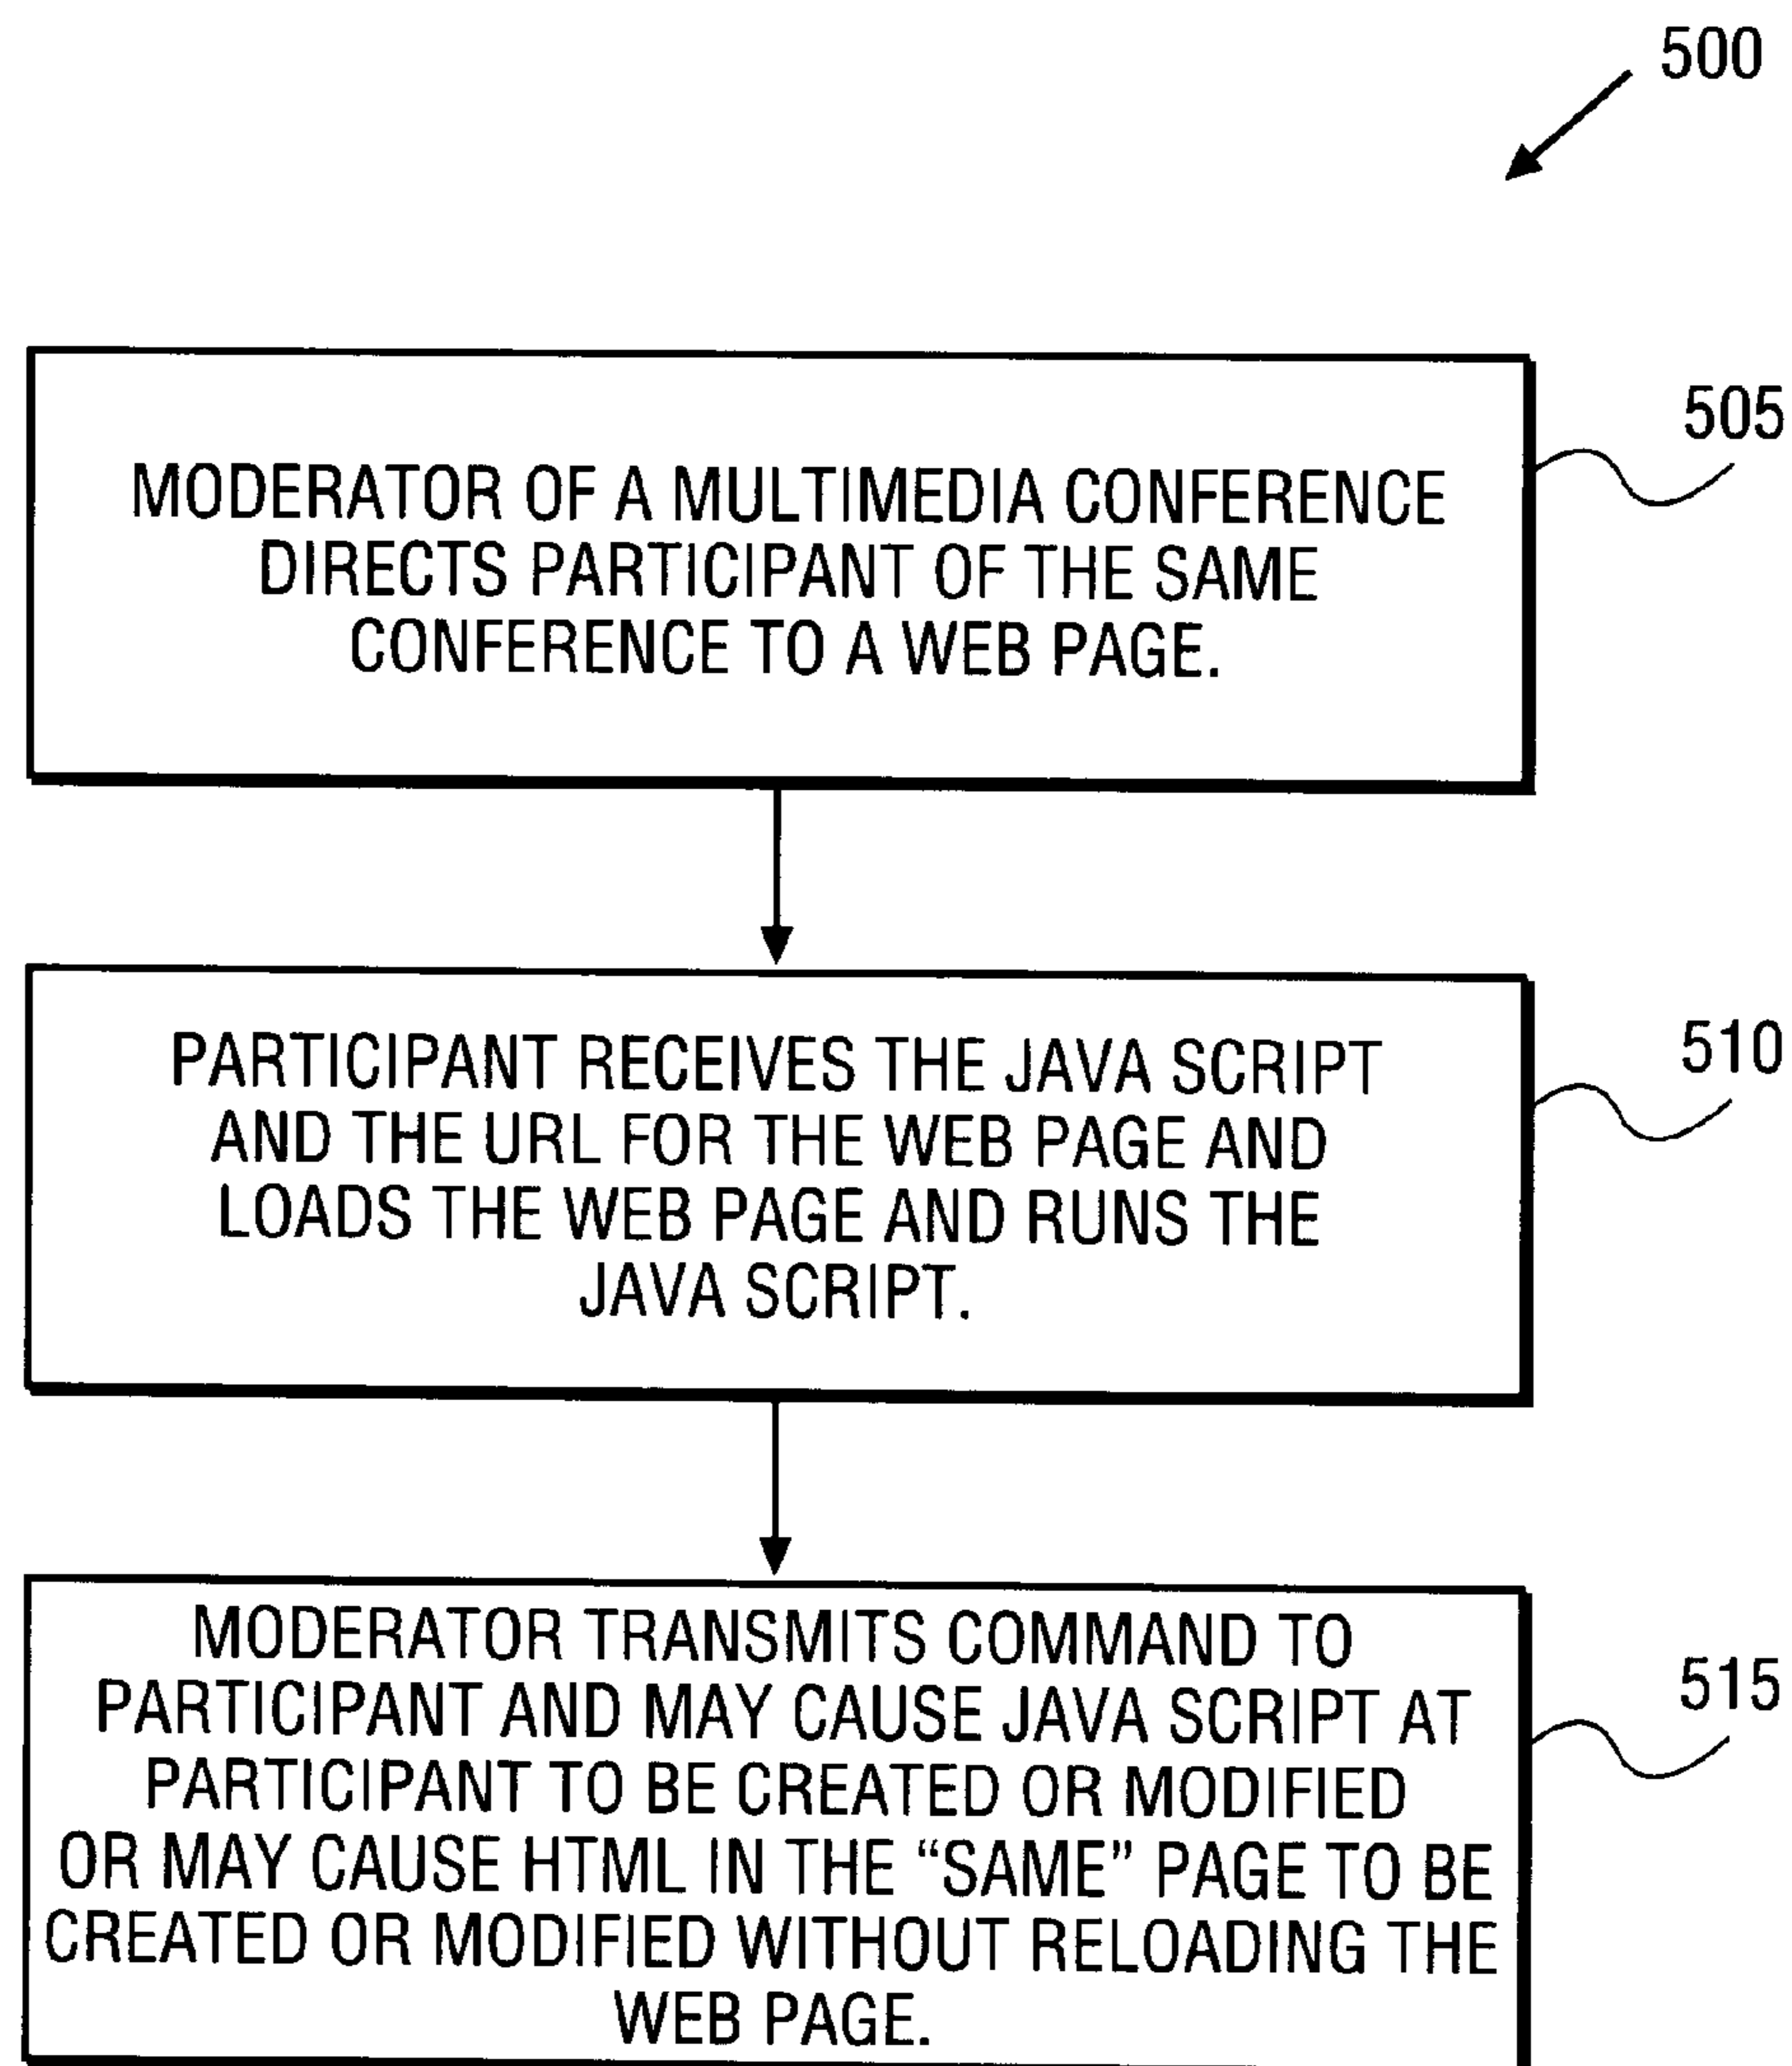 500
505
MODERATOR OF A MULTIMEDIA CONFERENCE
DIRECTS PARTICIPANT OF THE SAME
CONFERENCE TO A WEB PAGE.
510
PARTICIPANT RECEIVES THE JAVA SCRIPT
AND THE URL FOR THE WEB PAGE AND
LOADS THE WEB PAGE AND RUNS THE
JAVA SCRIPT.
515
MODERATOR TRANSMITS COMMAND TO
PARTICIPANT AND MAY CAUSE JAVA SCRIPT AT
PARTICIPANT TO BE CREATED OR MODIFIED
OR MAY CAUSE HTML IN THE “SAME” PAGE TO BE
CREATED OR MODIFIED WITHOUT RELOADING THE
WEB PAGE.